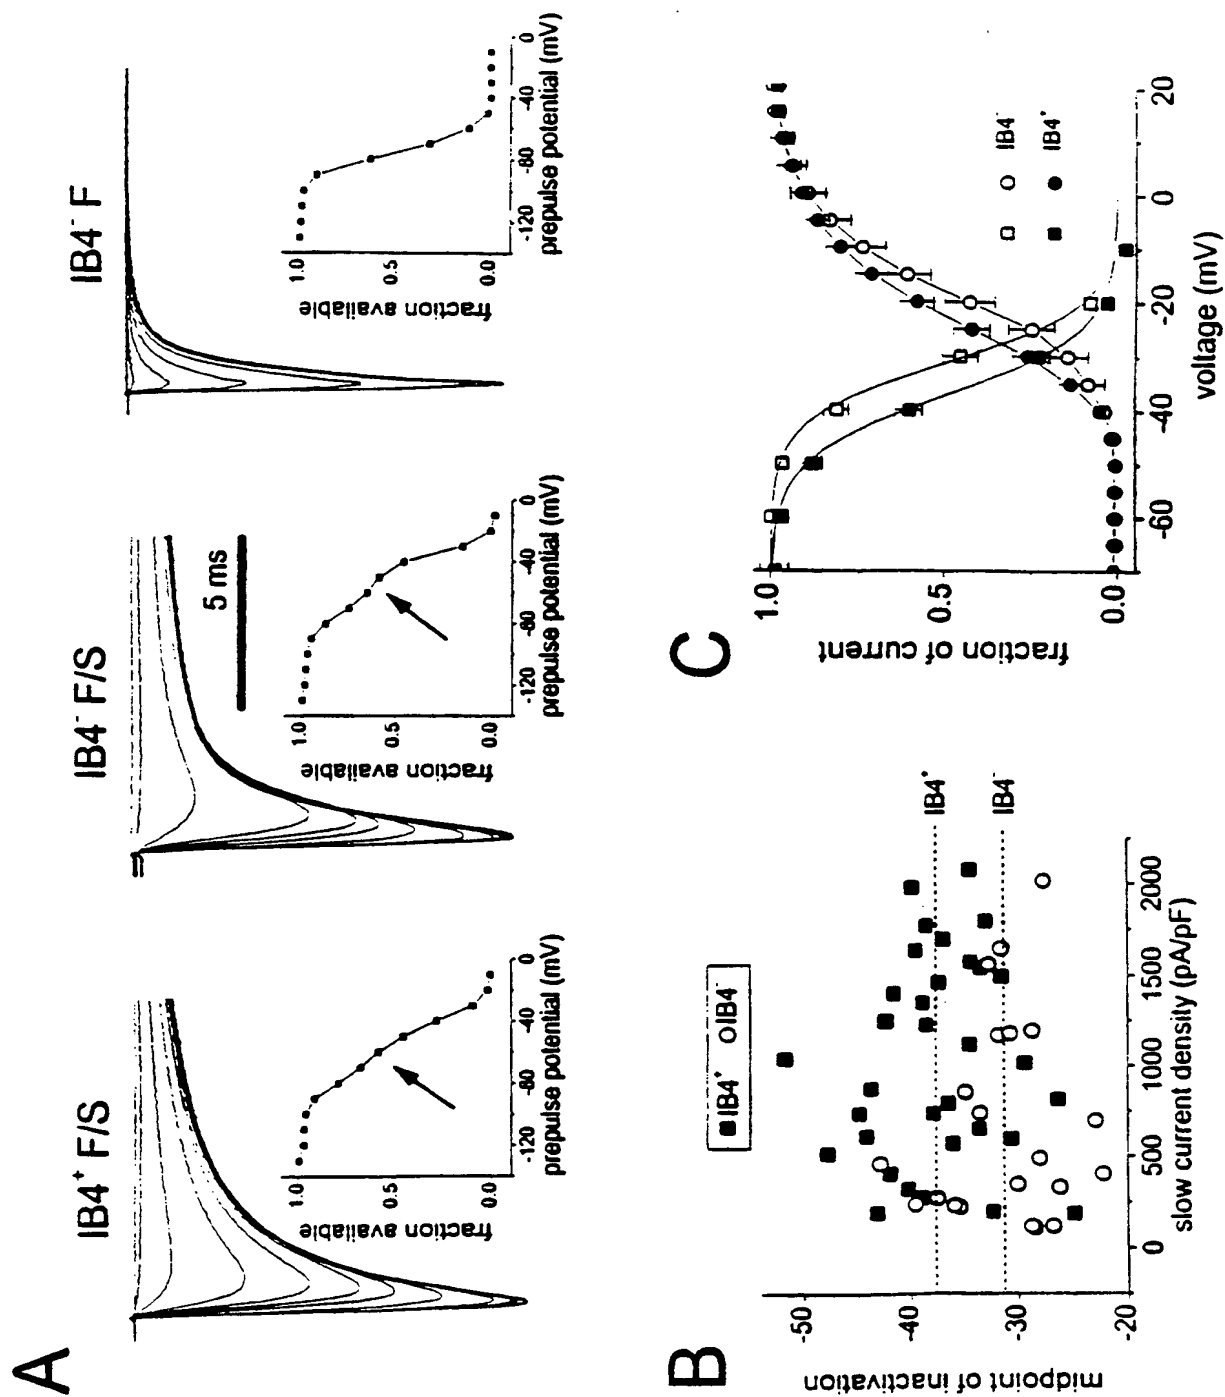 A
IB4⁺ F/S
fraction available
1.0
0.5
0.0
-120
-80
-40
0
prepulse potential (mV)
IB4⁻ F/S
5 ms
fraction available
1.0
0.5
0.0
-120
-80
-40
0
prepulse potential (mV)
IB4⁻ F
fraction available
1.0
0.5
0.0
-120
-80
-40
0
prepulse potential (mV)
B
IB4⁺ IB4⁻
midpoint of inactivation
-50
-40
-30
-20
IB4⁺
IB4⁻
0
500
1000
1500
2000
slow current density (pA/pF)
C
fraction of current
1.0
0.5
0.0
IB4⁻
IB4⁺
-60
-40
-20
0
20
voltage (mV)